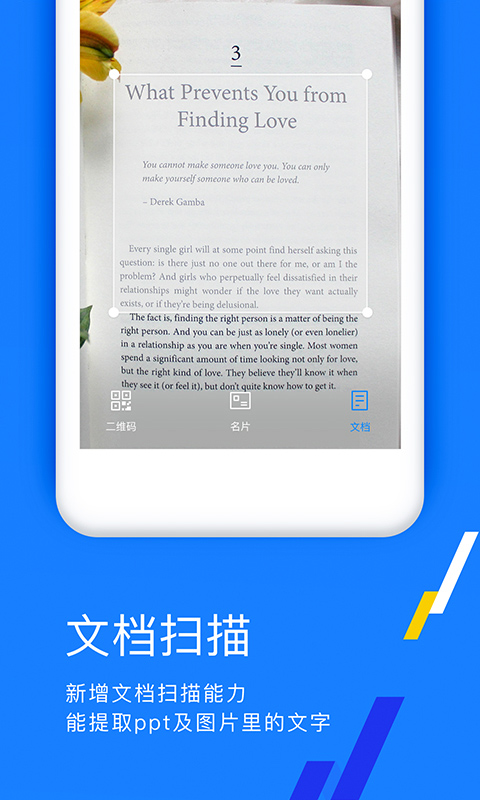 3
What Prevents You from
Finding Love
You cannot make someone love you. You can only
make yourself someone who can be loved.
– Derek Gamba
Every single girl will at some point find herself asking this
question: is there just no one out there for me, or am I the
problem? And girls who perpetually feel dissatisfied in their
relationships might wonder if the love they want actually
exists, or if they're being delusional.
The fact is, finding the right person is a matter of being the
right person. And you can be just as lonely (or even lonelier)
in a relationship as you are when you're single. Most women
spend a significant amount of time looking not only for love,
but the right kind of love. They believe they'll know it when
they see it (or feel it), but don't quite know how to get it.
二维码
名片
文档
文档扫描
新增文档扫描能力
能提取ppt及图片里的文字